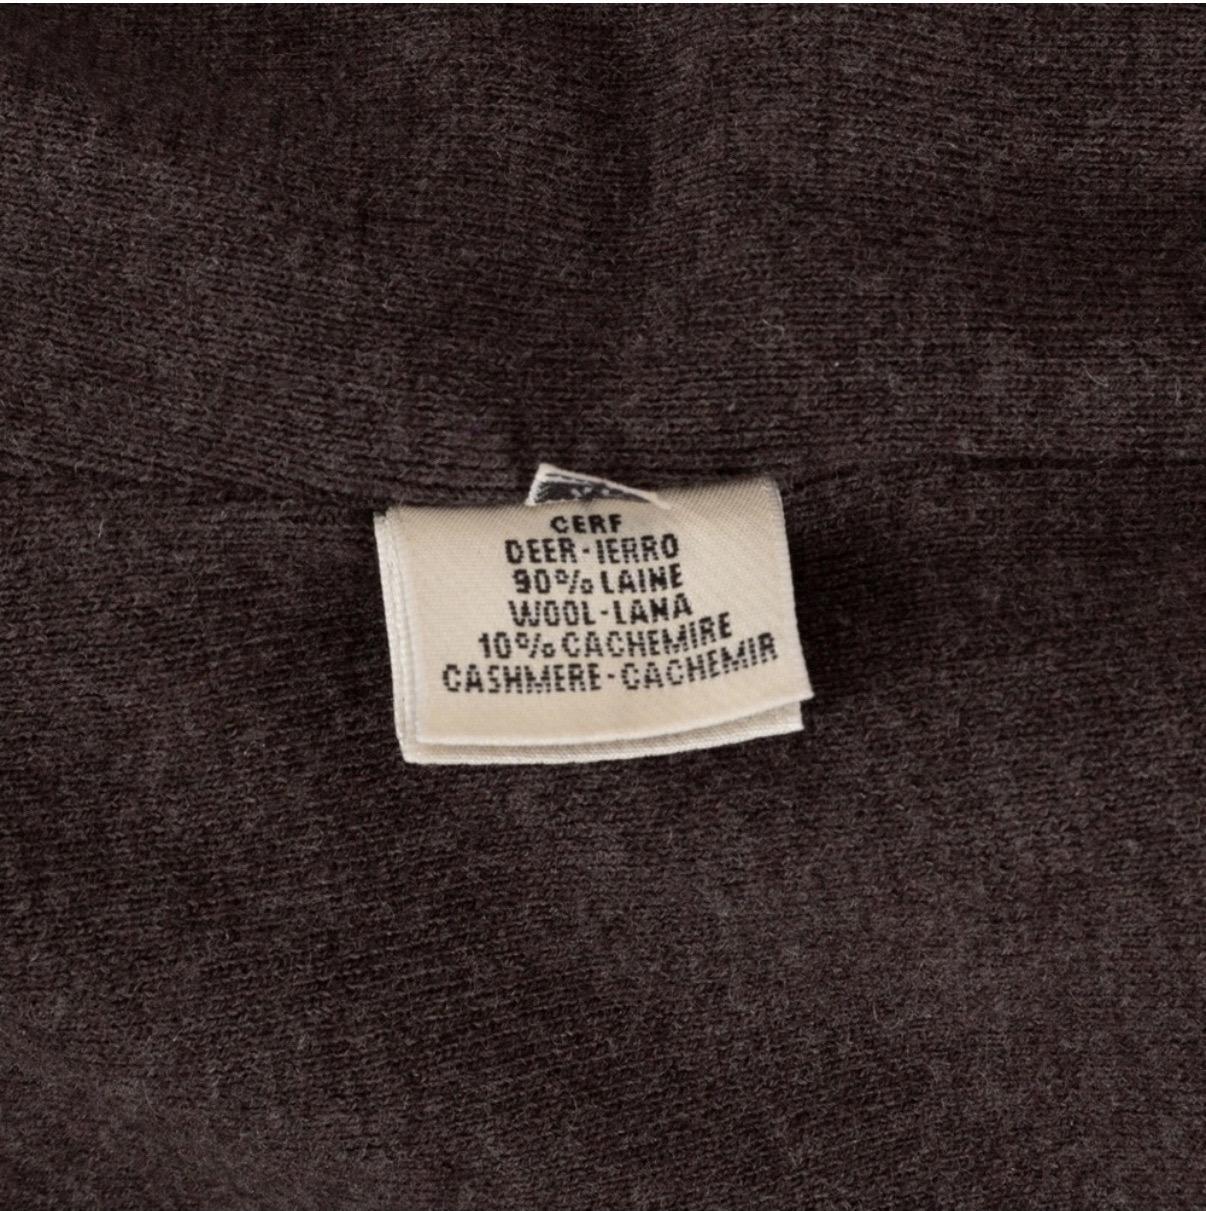 CERF
DEER-IERRO
90% LAINE
WOOL-LANA
10% CACHEMIRE
CASHMERE-CACHEMIR